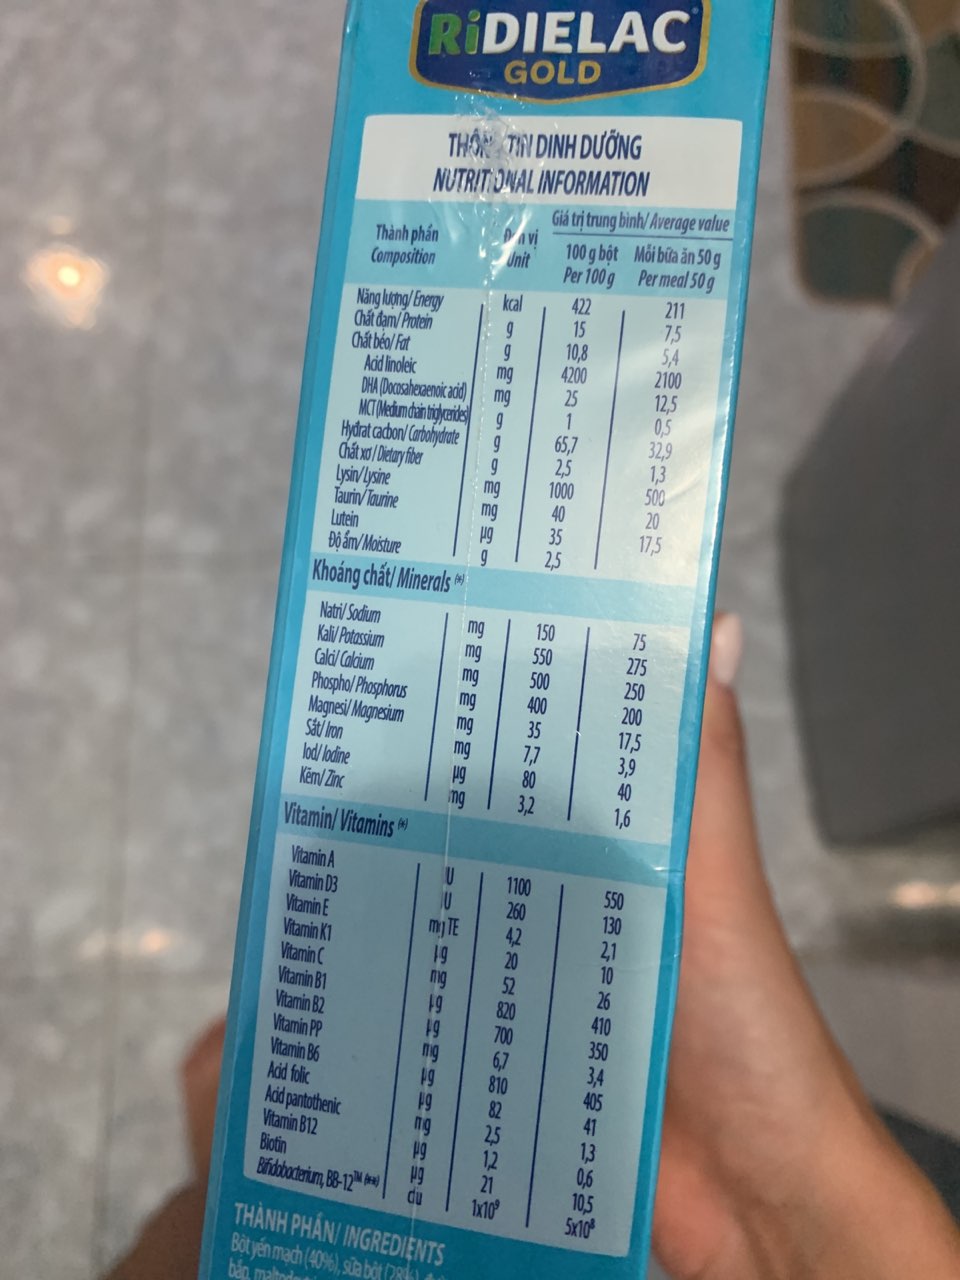 RiDIELAC
GOLD
TIN DINH DƯỠNG
NUTRITIONAL INFORMATION
Thành phần Đơn vị Giá trị trung bình/ Average value
Composition Unit 100 g bột Mỗi bữa ăn 50 g
Per 100 g Per meal 50 g
Năng lượng/ Energy kcal 422 211
Chất đạm/ Protein g 15 7,5
Chất béo/ Fat g 10,8 5,4
Acid linoleic mg 4200 2100
DHA (Docosahexaenoic acid) mg 25 12,5
MCT (Medium chain triglycerides) g 1 0,5
Hydrat cacbon/ Carbohydrate g 65,7 32,9
Chất xơ/ Dietary fiber g 2,5 1,3
Lysin/ Lysine mg 1000 500
Taurin/ Taurine mg 40 20
Lutein µg 35 17,5
Độ ẩm/ Moisture g 2,5
Khoáng chất/ Minerals (*)
Natri/ Sodium mg 150 75
Kali/ Potassium mg 550 275
Calci/ Calcium mg 500 250
Phospho/ Phosphorus mg 400 200
Magnesi/ Magnesium mg 35 17,5
Sắt/ Iron mg 7,7 3,9
Iod/ Iodine µg 80 40
Kẽm/ Zinc mg 3,2 1,6
Vitamin/ Vitamins (*)
Vitamin A IU 1100 550
Vitamin D3 IU 260 130
Vitamin E mg TE 4,2 2,1
Vitamin K1 µg 20 10
Vitamin C mg 52 26
Vitamin B1 µg 820 410
Vitamin B2 µg 700 350
Vitamin PP mg 6,7 3,4
Vitamin B6 µg 810 405
Acid folic µg 82 41
Acid pantothenic mg 2,5 1,3
Vitamin B12 µg 1,2 0,6
Biotin µg 21 10,5
Bifidobacterium, BB-12™ (**) cfu 1x10⁹ 5x10⁸
THÀNH PHẦN/ INGREDIENTS
Bột yến mạch (40%), sữa bột (28%),
bắp,